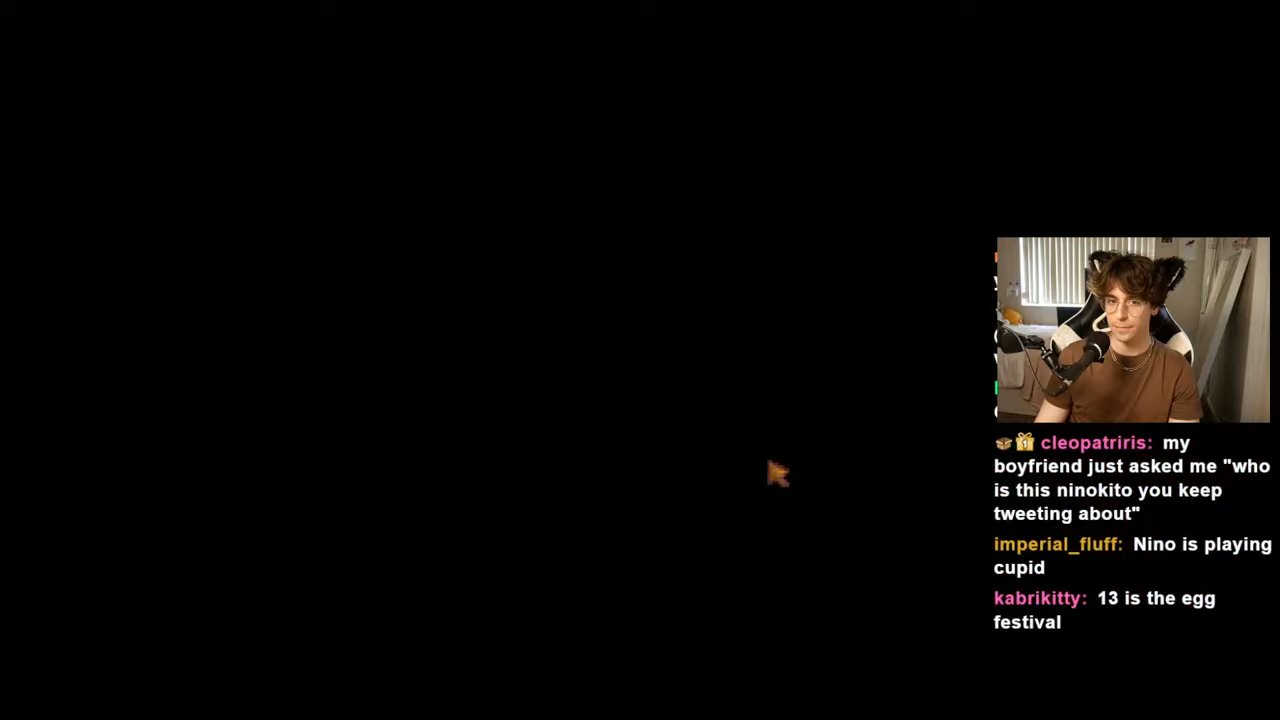 cleopatriris: my
boyfriend just asked me "who
is this ninokito you keep
tweeting about"
imperial_fluff: Nino is playing
cupid
kabrikitty: 13 is the egg
festival